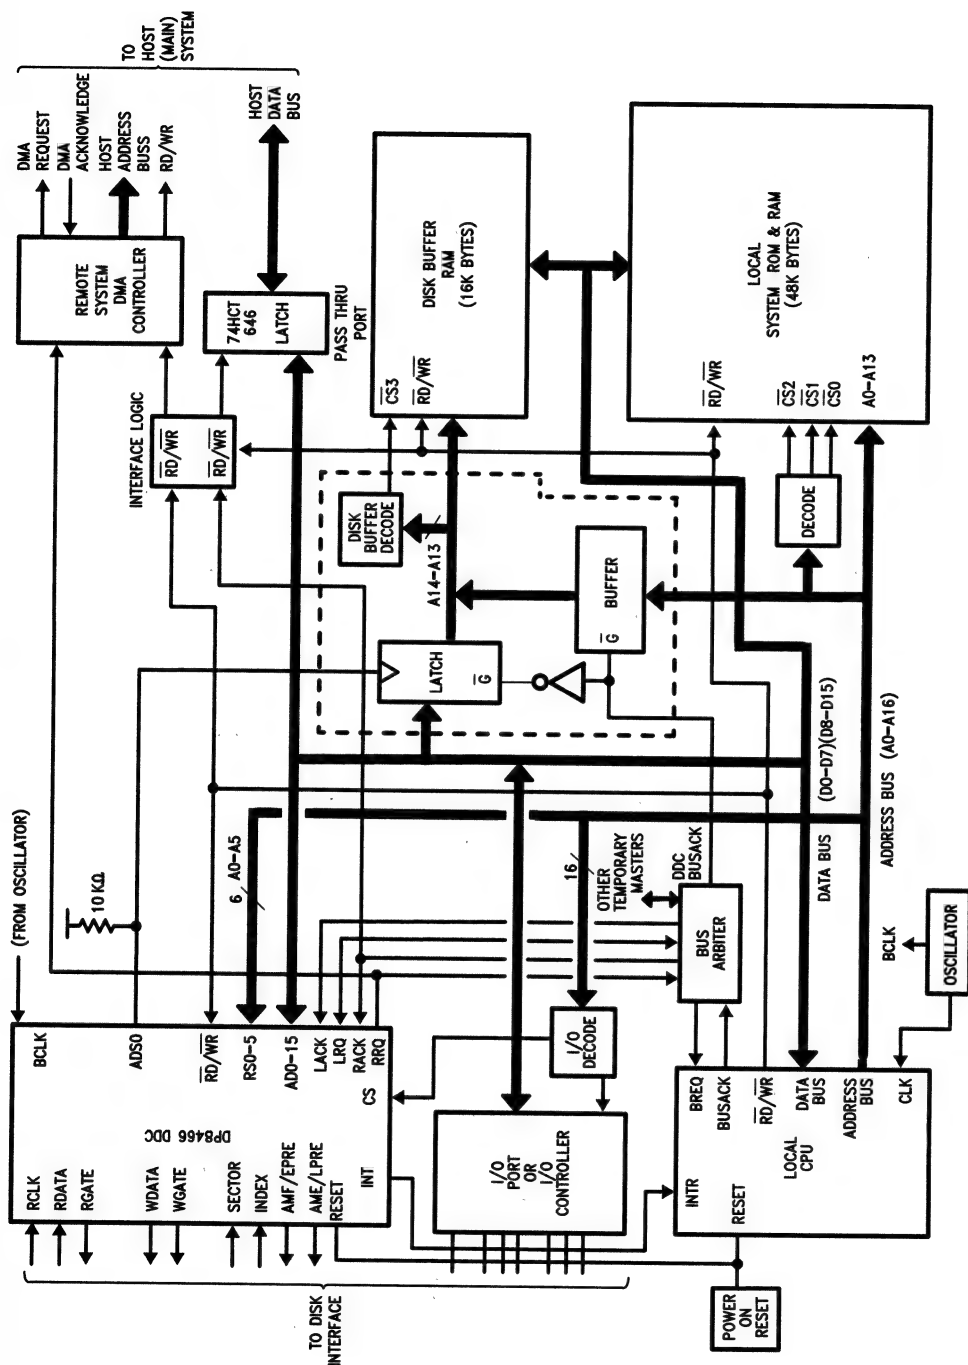 TO
HOST
(MAIN)
SYSTEM
DMA
REQUEST
DMA
ACKNOWLEDGE
HOST
ADDRESS
BUSS
RD/WR
HOST
DATA
BUS
REMOTE
SYSTEM
DMA
CONTROLLER
74HCT
646
LATCH
PASS THRU
PORT
INTERFACE LOGIC
RD/WR
RD/WR
DISK BUFFER
RAM
(16K BYTES)
CS3
RD/WR
LOCAL
SYSTEM ROM & RAM
(48K BYTES)
RD/WR
CS2
CS1
CS0
A0-A13
DISK
BUFFER
DECODE
A14-A13
LATCH
G
BUFFER
G
DECODE
(FROM OSCILLATOR)
10 KΩ
6
A0-A5
16
OTHER
TEMPORARY
MASTERS
DDC
BUSACK
BUS
ARBITER
DATA BUS
(D0-D7)(D8-D15)
ADDRESS BUS (A0-A16)
BCLK
OSCILLATOR
BCLK
ADS0
RD/WR
RS0-5
AD0-15
LACK
LRQ
RACK
RRQ
CS
DP8466 DDC
RCLK
RDATA
RGATE
WDATA
WGATE
SECTOR
INDEX
AMF/EPRE
AME/LPRE
RESET
INT
I/O
DECODE
I/O
PORT
OR
I/O
CONTROLLER
BREQ
BUSACK
RD/WR
DATA
BUS
ADDRESS
BUS
CLK
LOCAL
CPU
INTR
RESET
TO DISK
INTERFACE
POWER
ON
RESET